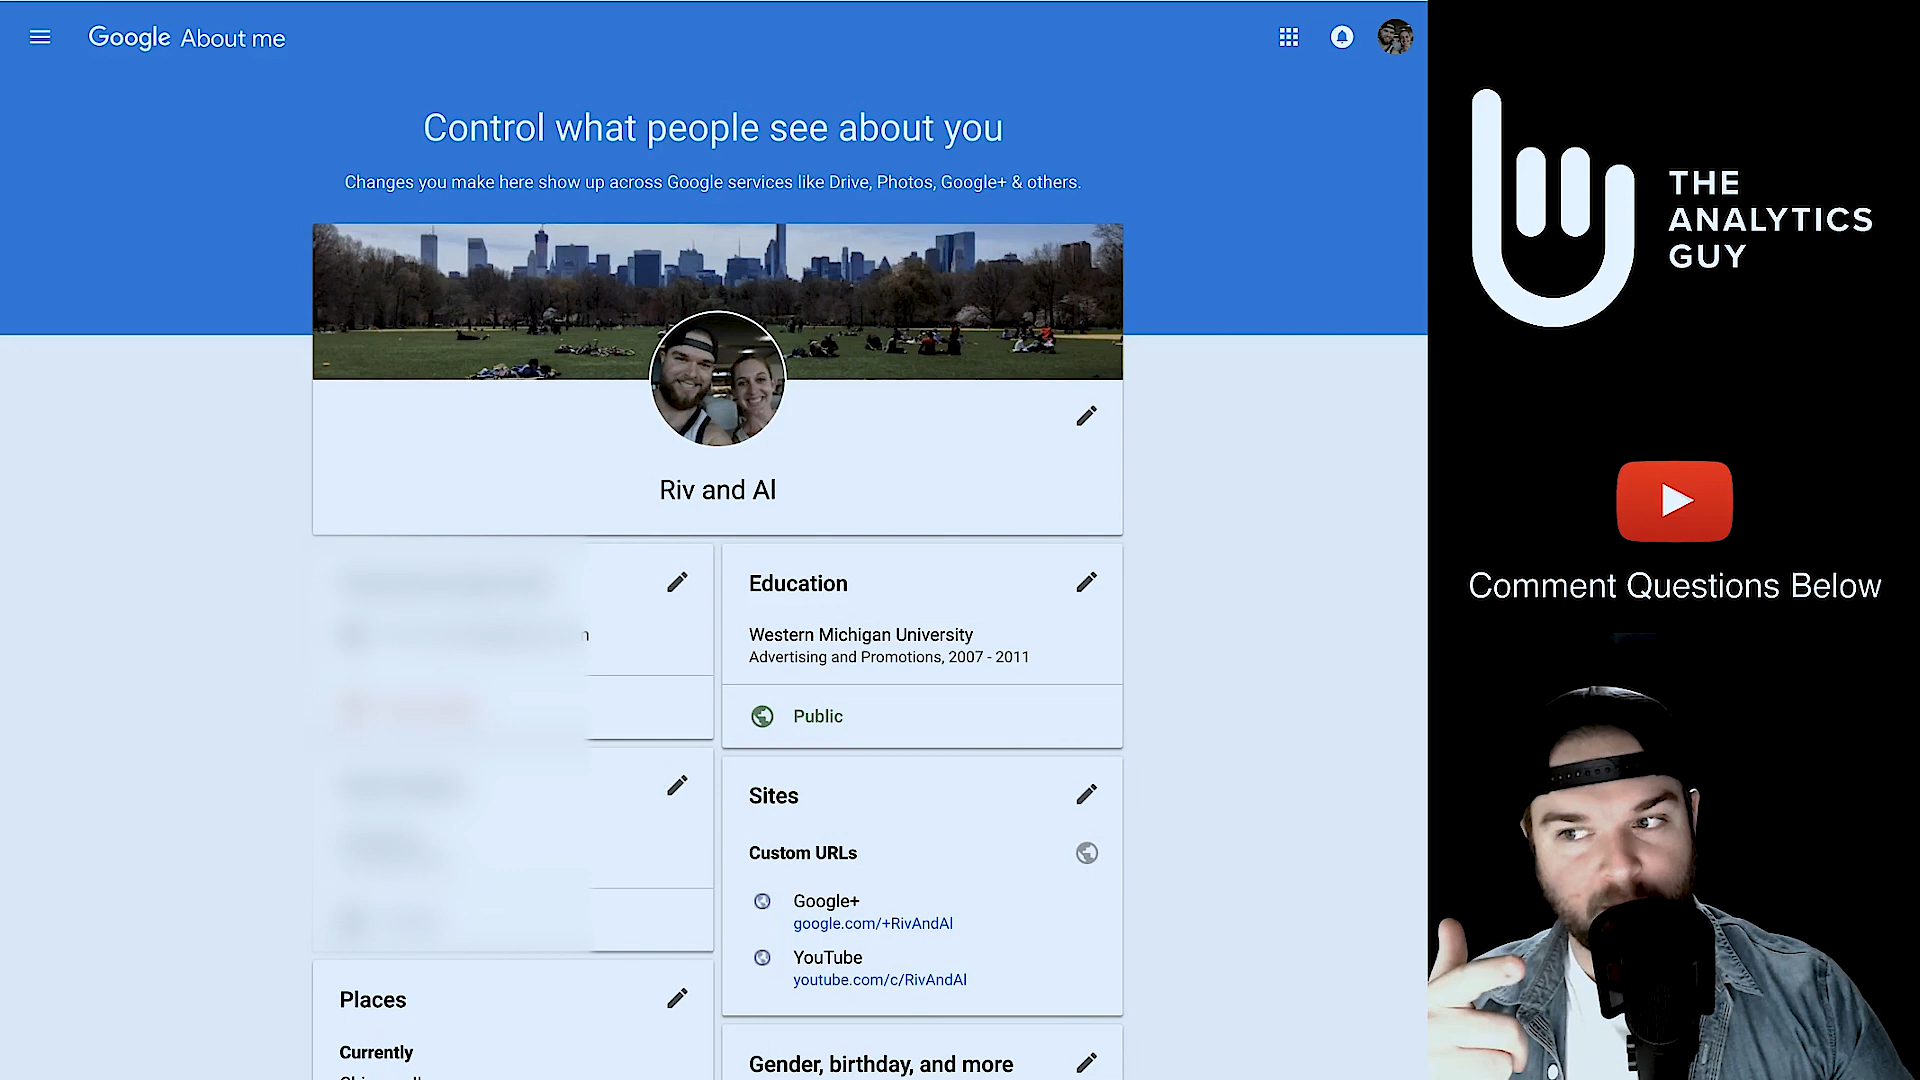 Google About me
Control what people see about you
Changes you make here show up across Google services like Drive, Photos, Google+ & others.
Riv and Al
Education
Western Michigan University
Advertising and Promotions, 2007 - 2011
Public
Sites
Custom URLs
Google+
google.com/+RivAndAl
YouTube
youtube.com/c/RivAndAl
Places
Currently
Gender, birthday, and more
THE
ANALYTICS
GUY
Comment Questions Below